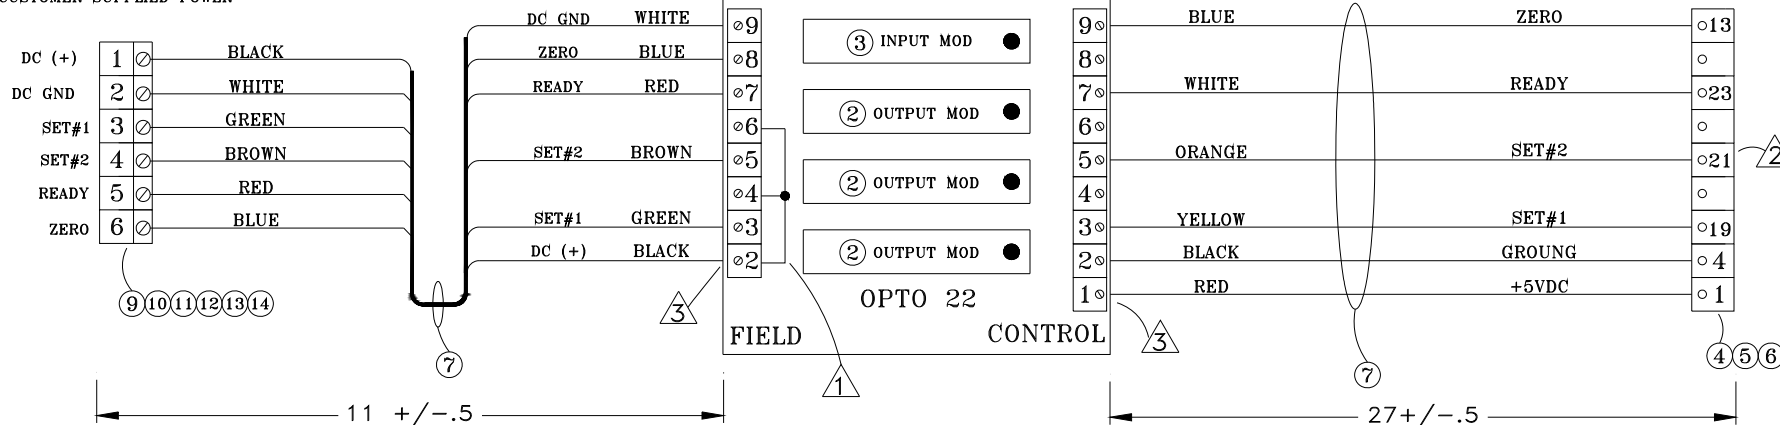 CUSTOMER SUPPLIED POWER
DC (+) 1 BLACK
DC GND 2 WHITE
SET#1 3 GREEN
SET#2 4 BROWN
READY 5 RED
ZERO 6 BLUE
9 10 11 12 13 14
7
11 +/-.5
DC GND WHITE 9
ZERO BLUE 8
READY RED 7
6
SET#2 BROWN 5
4
SET#1 GREEN 3
DC (+) BLACK 2
3
3 INPUT MOD
2 OUTPUT MOD
2 OUTPUT MOD
2 OUTPUT MOD
OPTO 22
FIELD CONTROL
1
9 BLUE ZERO 13
8
7 WHITE READY 23
6
5 ORANGE SET#2 21
2
4
3 YELLOW SET#1 19
2 BLACK GROUNG 4
1 RED +5VDC 1
3
7
4 5 6
27+/-.5